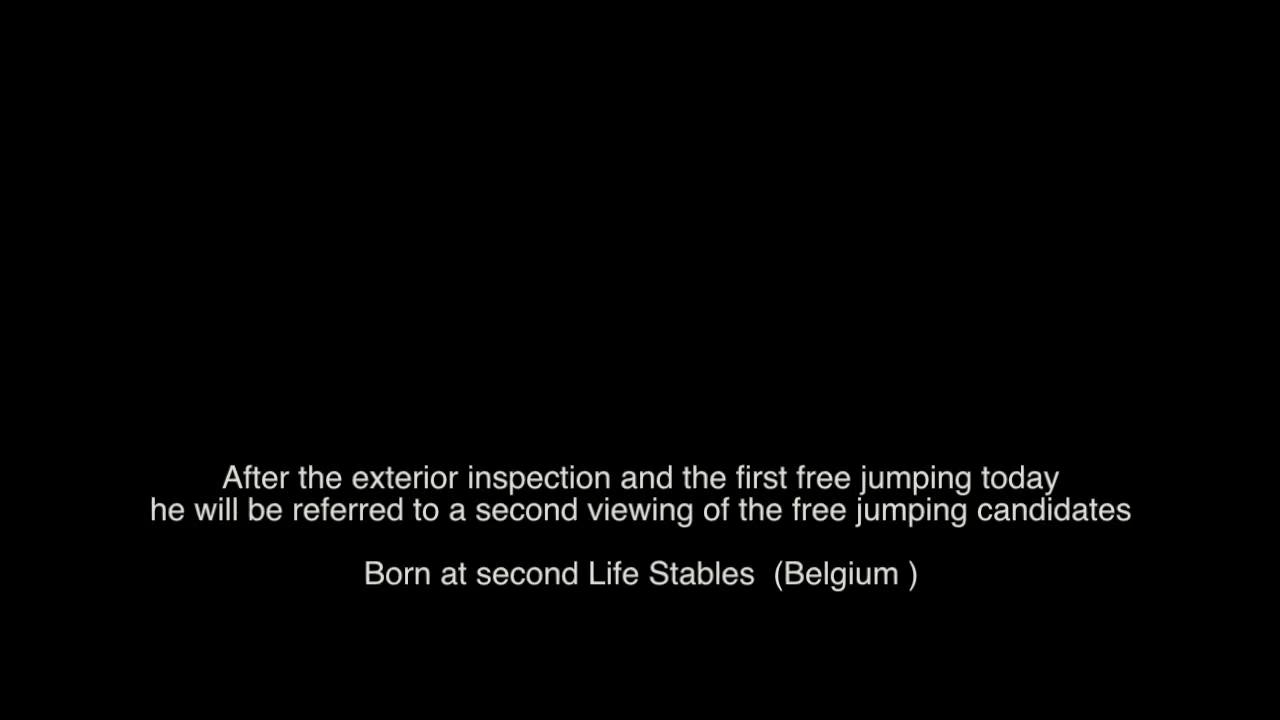 After the exterior inspection and the first free jumping today
he will be referred to a second viewing of the free jumping candidates
Born at second Life Stables  (Belgium )